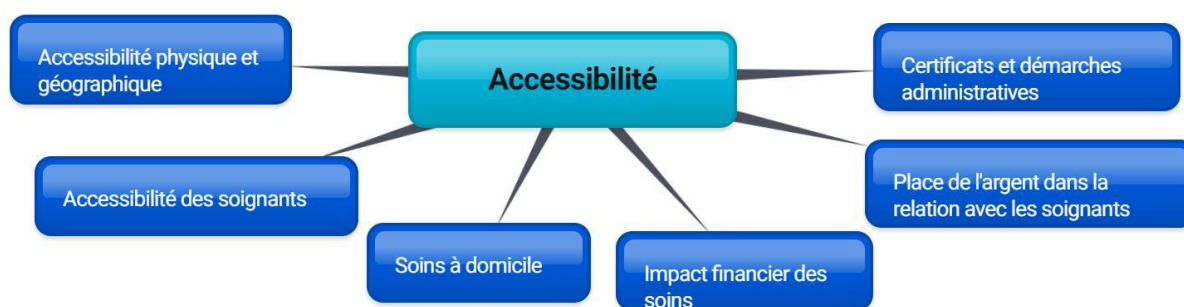 Accessibilité physique et
géographique
Accessibilité
Certificats et démarches
administratives
Accessibilité des soignants
Place de l'argent dans la
relation avec les soignants
Soins à domicile
Impact financier des
soins